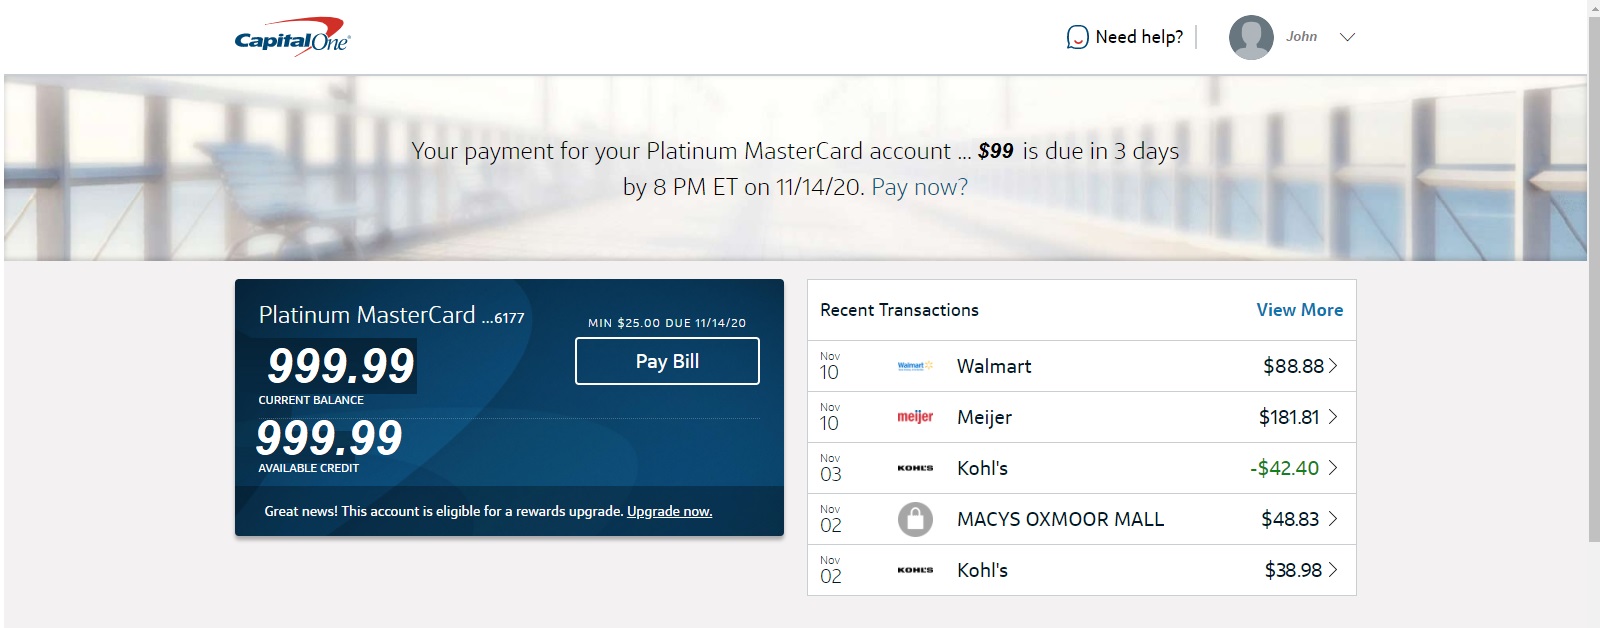 CapitalOne®
Need help?
John
Your payment for your Platinum MasterCard account ... $99 is due in 3 days
by 8 PM ET on 11/14/20. Pay now?
Platinum MasterCard ...6177
MIN $25.00 DUE 11/14/20
999.99
Pay Bill
CURRENT BALANCE
999.99
AVAILABLE CREDIT
Great news! This account is eligible for a rewards upgrade. Upgrade now.
Recent Transactions View More
Nov
10 Walmart Walmart $88.88
Nov
10 meijer Meijer $181.81
Nov
03 KOHL'S Kohl's -$42.40
Nov
02 MACYS OXMOOR MALL $48.83
Nov
02 KOHL'S Kohl's $38.98